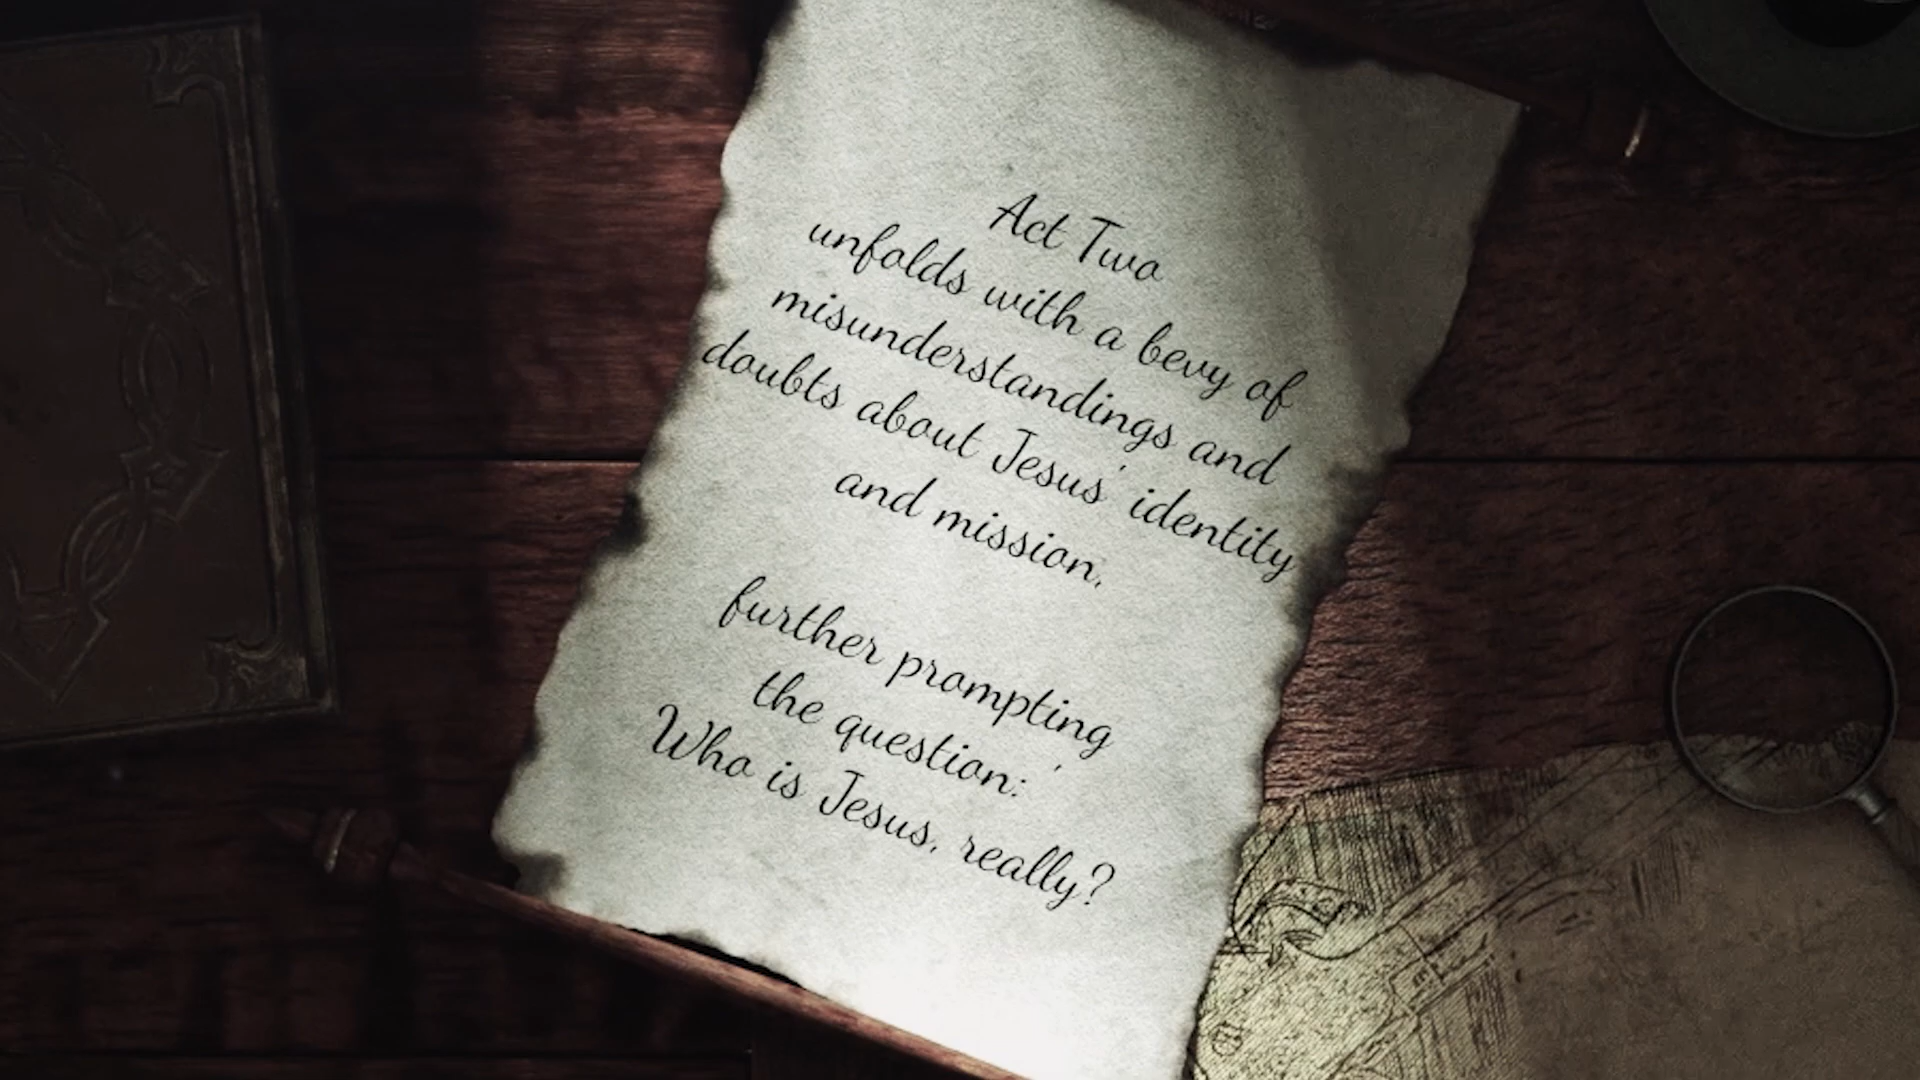 Act Two
unfolds with a bevy of
misunderstandings and
doubts about Jesus' identity
and mission,
further prompting
the question:
Who is Jesus, really?